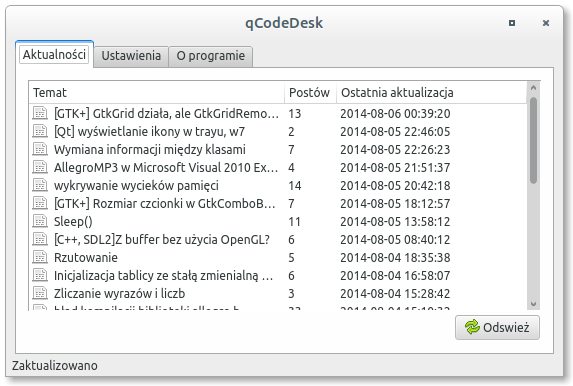 qCodeDesk
Aktualności Ustawienia O programie
Temat Postów Ostatnia aktualizacja
[GTK+] GtkGrid działa, ale GtkGridRemo... 13 2014-08-06 00:39:20
[Qt] wyświetlanie ikony w trayu, w7 2 2014-08-05 22:46:05
Wymiana informacji między klasami 7 2014-08-05 22:26:23
AllegroMP3 w Microsoft Visual 2010 Ex... 4 2014-08-05 21:51:37
wykrywanie wycieków pamięci 14 2014-08-05 20:42:18
[GTK+] Rozmiar czcionki w GtkComboB... 7 2014-08-05 18:12:57
Sleep() 11 2014-08-05 13:58:12
[C++, SDL2]Z buffer bez użycia OpenGL? 6 2014-08-05 08:40:12
Rzutowanie 5 2014-08-04 18:35:38
Inicjalizacja tablicy ze stałą zmienialną ... 6 2014-08-04 16:58:07
Zliczanie wyrazów i liczb 3 2014-08-04 15:28:42
błąd kompilacji biblioteki allegro.h
Odswież
Zaktualizowano